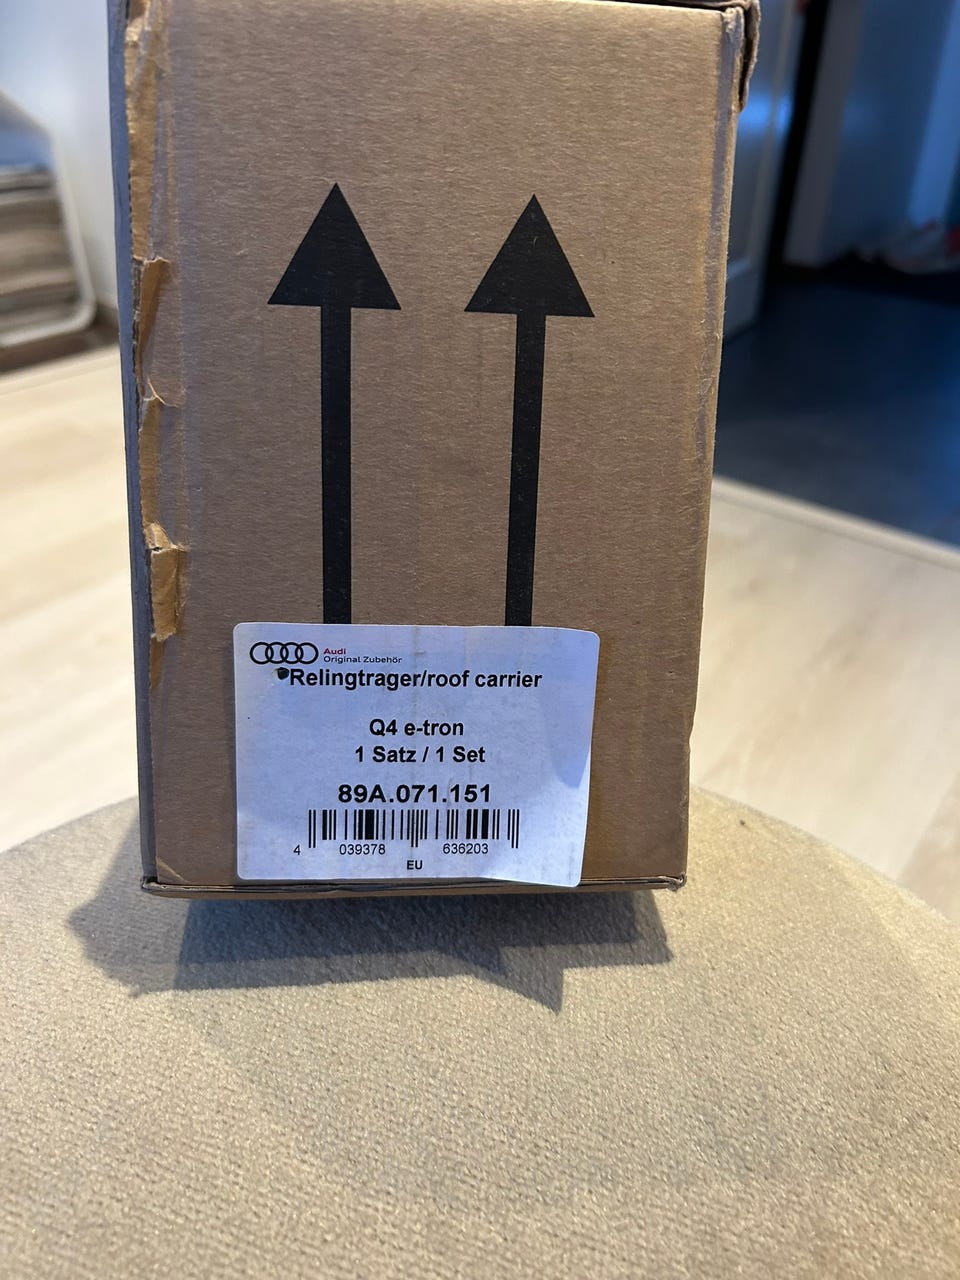 Audi
Original Zubehör
Relingtrager/roof carrier
Q4 e-tron
1 Satz / 1 Set
89A.071.151
4 039378 636203
EU